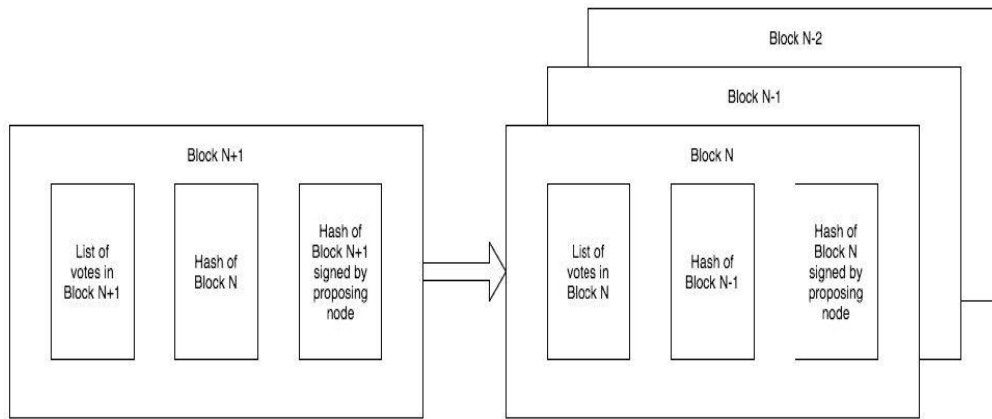 Block N-2
Block N-1
Block N+1
List of
votes in
Block N+1
Hash of
Block N
Hash of
Block N+1
signed by
proposing
node
Block N
List of
votes in
Block N
Hash of
Block N-1
Hash of
Block N
signed by
proposing
node